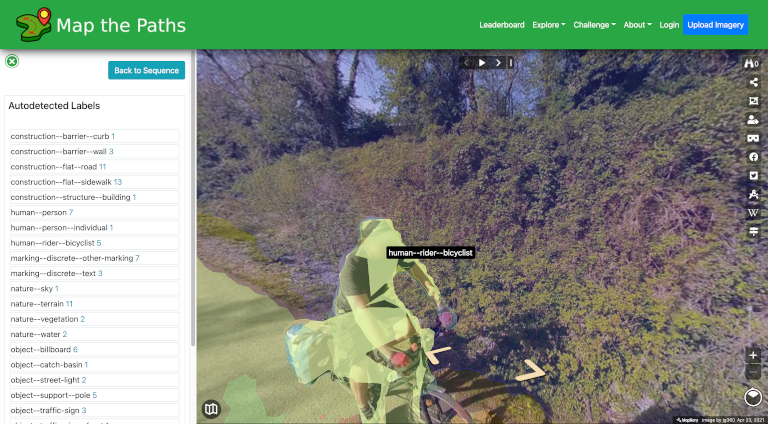 Map the Paths
Leaderboard Explore Challenge About Login Upload Imagery
Back to Sequence
0
Autodetected Labels
construction--barrier--curb 1
construction--barrier--wall 3
construction--flat--road 11
construction--flat--sidewalk 13
construction--structure--building 1
human--person 7
human--person--individual 1
human--rider--bicyclist 5
human--rider--bicyclist
marking--discrete--other-marking 7
marking--discrete--text 3
nature--sky 1
nature--terrain 11
nature--vegetation 2
nature--water 2
object--billboard 6
object--catch-basin 1
object--street-light 2
object--support--pole 5
object--traffic-sign 3
W
Mapillary image by jg360 Apr 23, 2021